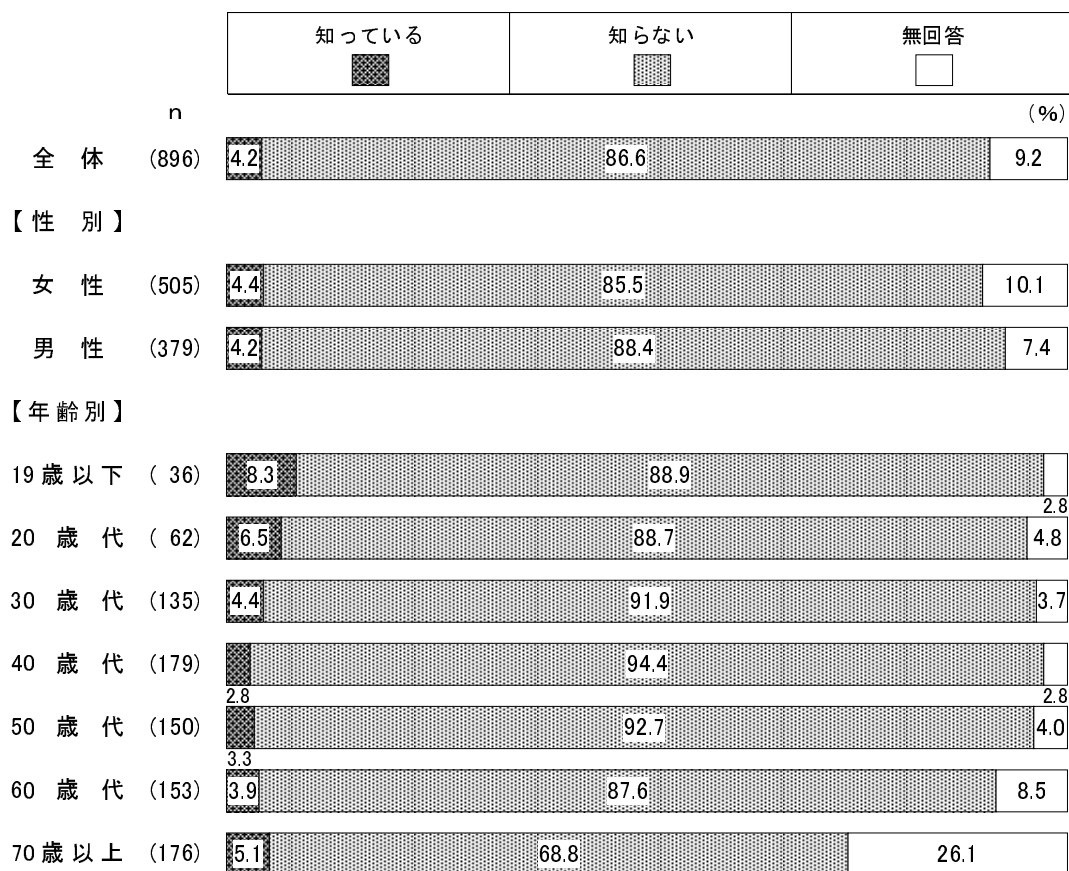 知っている 知らない 無回答
n (%)
全 体 (896) 4.2 86.6 9.2
【性 別】
女 性 (505) 4.4 85.5 10.1
男 性 (379) 4.2 88.4 7.4
【年齢別】
19歳以下 ( 36) 8.3 88.9
2.8
20 歳 代 ( 62) 6.5 88.7 4.8
30 歳 代 (135) 4.4 91.9 3.7
40 歳 代 (179) 94.4
2.8 2.8
50 歳 代 (150) 92.7 4.0
3.3
60 歳 代 (153) 3.9 87.6 8.5
70歳以上 (176) 5.1 68.8 26.1